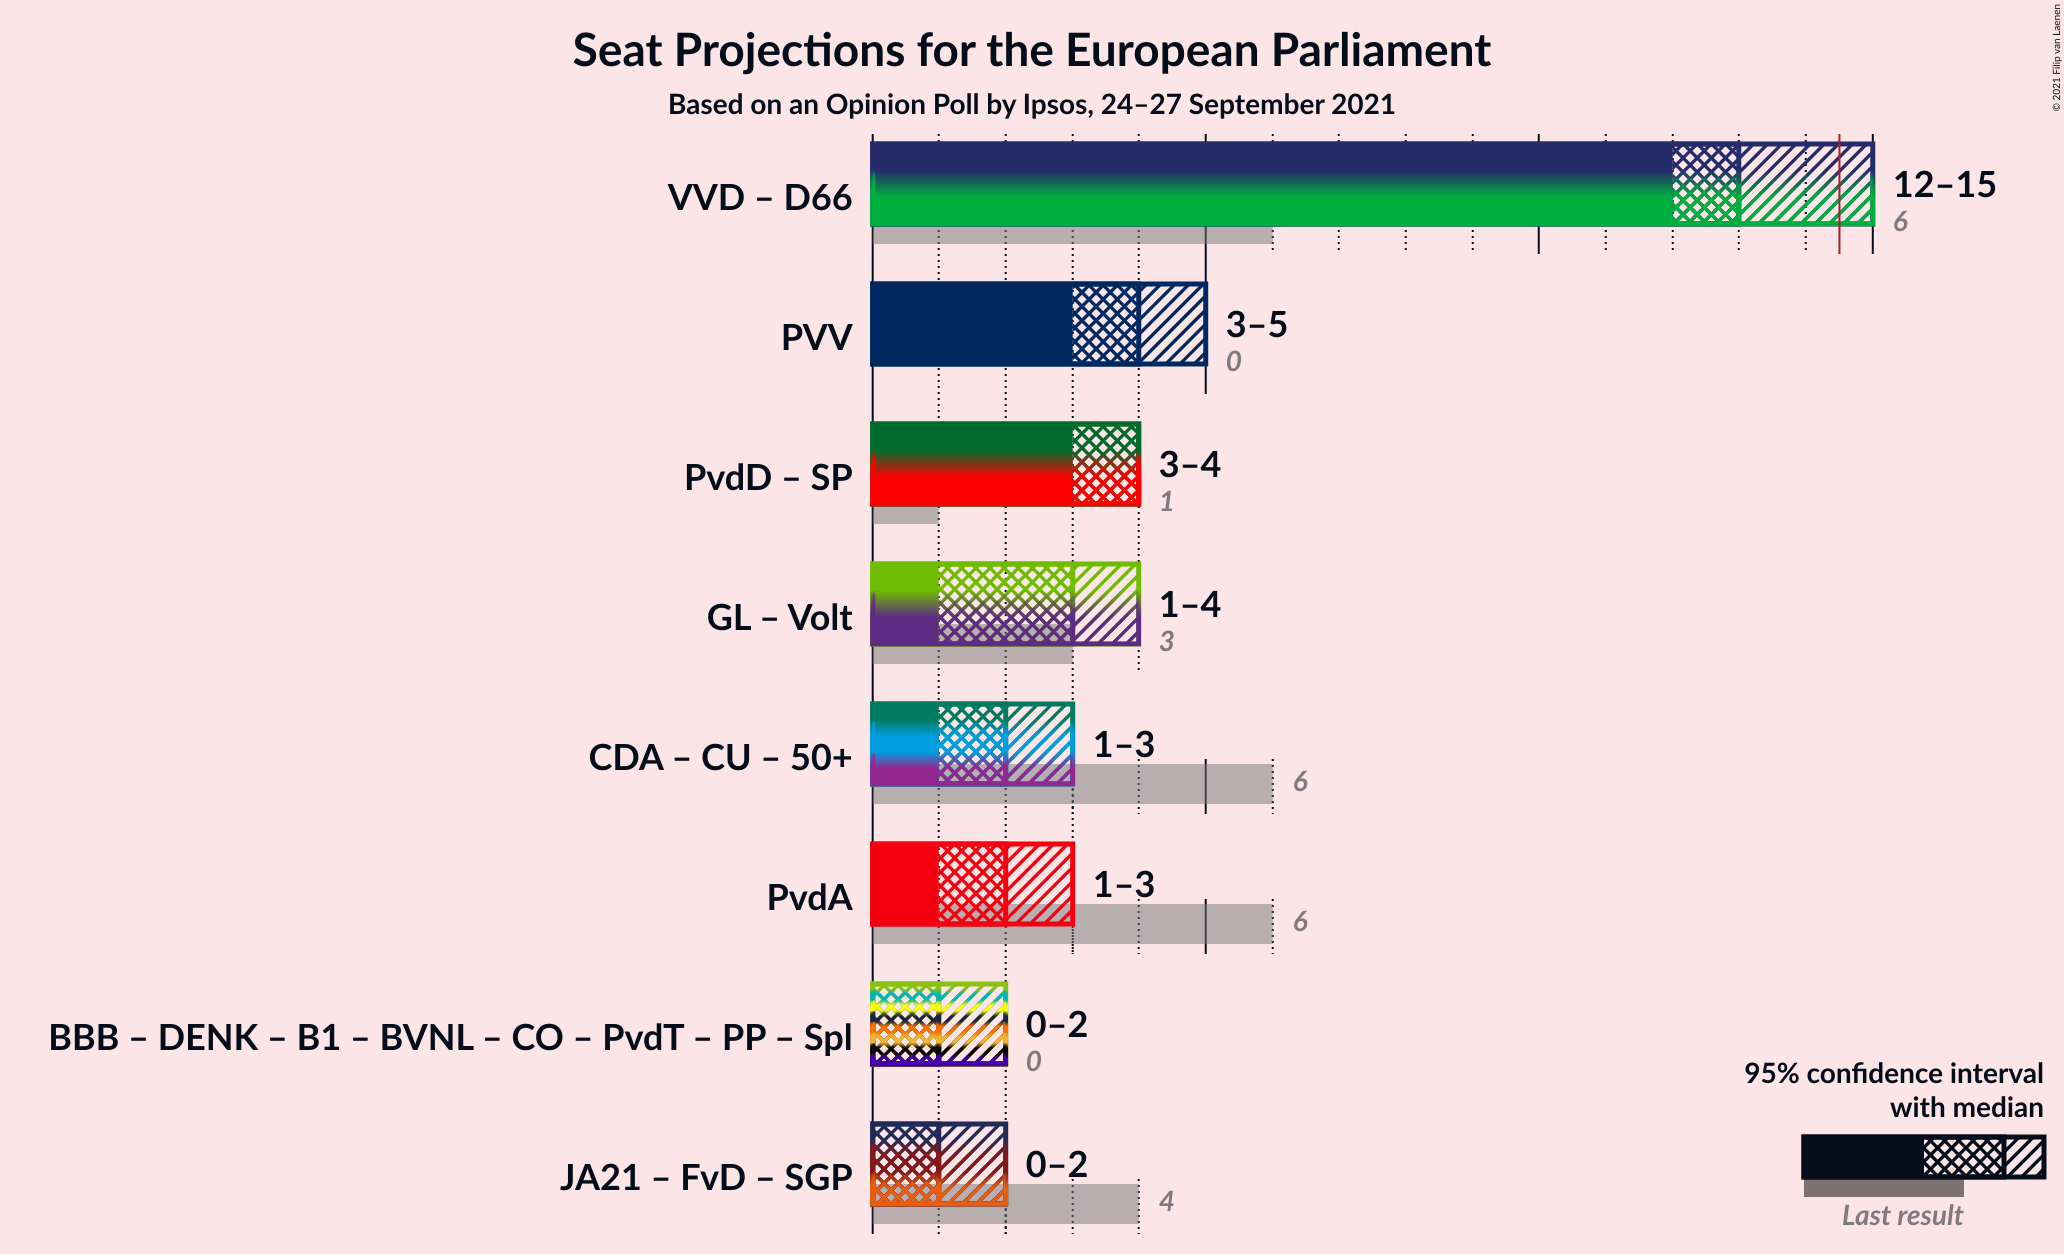 Seat Projections for the European Parliament
Based on an Opinion Poll by Ipsos, 24–27 September 2021
© 2021 Filip van Laenen
VVD – D66
12–15
6
PVV
3–5
0
PvdD – SP
3–4
1
GL – Volt
1–4
3
CDA – CU – 50+
1–3
6
PvdA
1–3
6
BBB – DENK – B1 – BVNL – CO – PvdT – PP – Spl
0–2
0
JA21 – FvD – SGP
0–2
4
95% confidence interval
with median
Last result